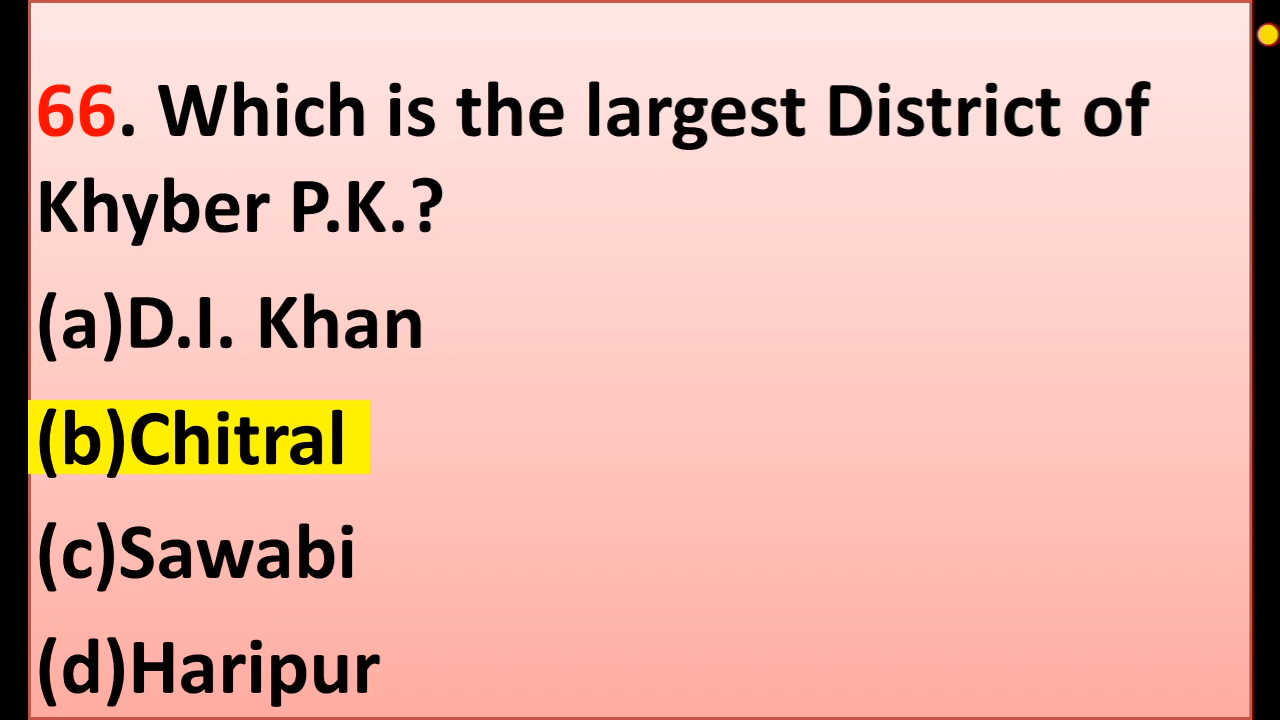 66. Which is the largest District of
Khyber P.K.?
(a)D.I. Khan
(b)Chitral
(c)Sawabi
(d)Haripur